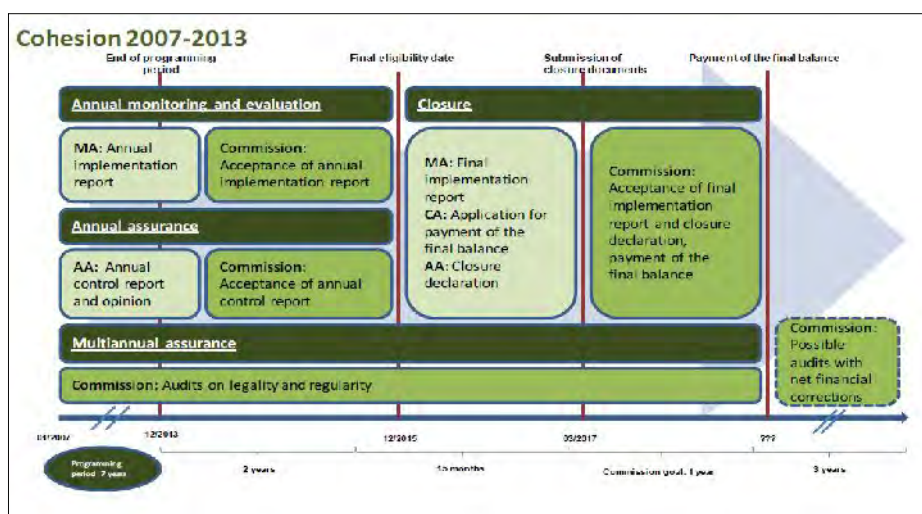 Cohesion 2007-2013
End of programming
period
Final eligibility date
Submission of
closure documents
Payment of the final balance
Annual monitoring and evaluation
Closure
MA: Annual
implementation
report
Commission:
Acceptance of annual
implementation report
MA: Final
implementation
report
CA: Application for
payment of the
final balance
AA: Closure
declaration
Commission:
Acceptance of final
implementation
report and closure
declaration,
payment of the
final balance
Annual assurance
AA: Annual
control report
and opinion
Commission:
Acceptance of annual
control report
Multiannual assurance
Commission:
Possible
audits with
net financial
corrections
Commission: Audits on legality and regularity
01/2007
12/2013
12/2015
03/2017
???
Programming
period 7 years
2 years
15 months
Commission goal: 1 year
3 years